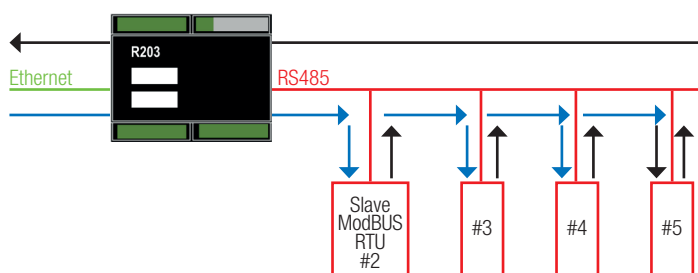 R203
Ethernet
RS485
Slave
ModBUS
RTU
#2
#3
#4
#5